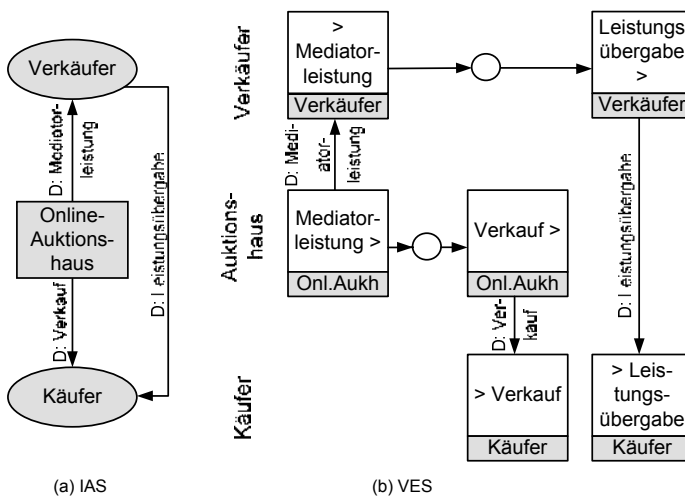 Verkäufer
D: Mediator-
leistung
D: Leistungsübergabe
Online-
Auktions-
haus
D: Verkauf
Käufer
(a) IAS
Verkäufer
>
Mediator-
leistung
Verkäufer
Leistungs
übergabe
>
Verkäufer
D: Medi-
ator-
leistung
D: Leistungsübergabe
Auktions-
haus
Mediator-
leistung >
Onl.Aukh
Verkauf >
Onl.Aukh
D: Ver-
kauf
Käufer
> Verkauf
Käufer
> Leis-
tungs-
übergabe
Käufer
(b) VES